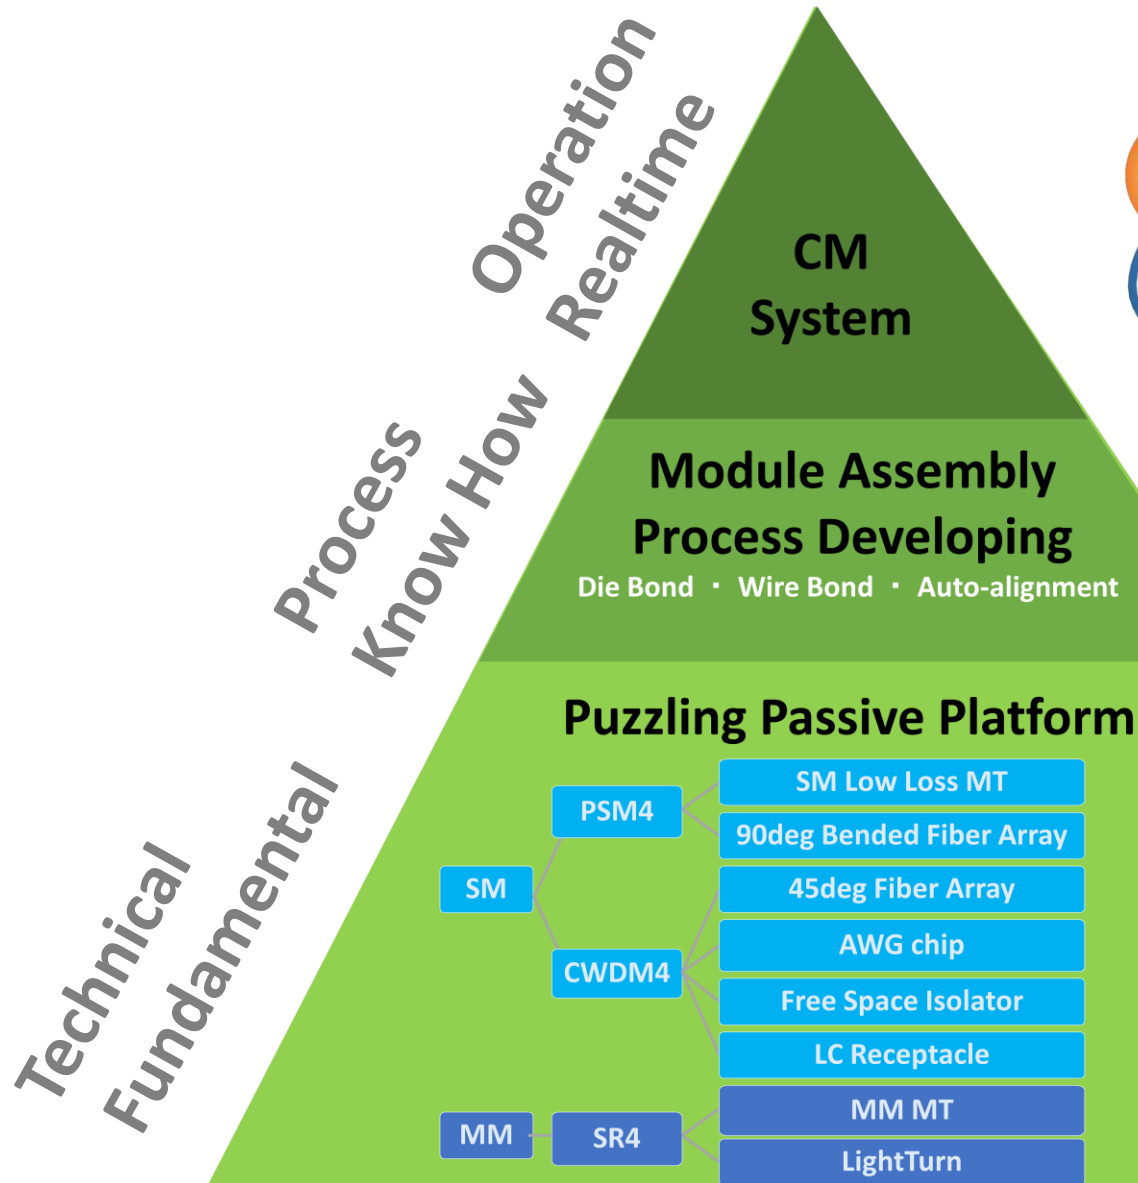 Operation
Realtime
CM
System
Process
Know How
Module Assembly
Process Developing
Die Bond · Wire Bond · Auto-alignment
Technical
Fundamental
Puzzling Passive Platform
SM
PSM4
SM Low Loss MT
90deg Bended Fiber Array
CWDM4
45deg Fiber Array
AWG chip
Free Space Isolator
LC Receptacle
MM
SR4
MM MT
LightTurn